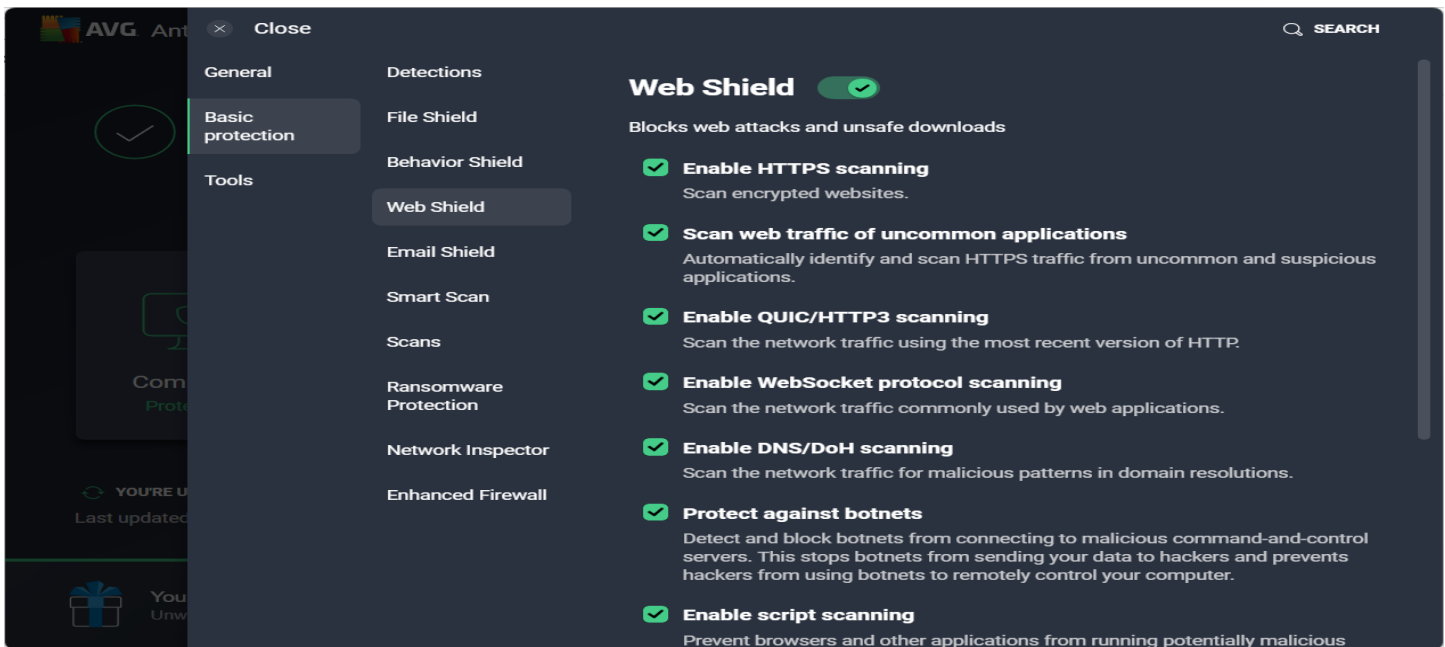 AVG Ant
Close
SEARCH
General
Basic
protection
Tools
Detections
File Shield
Behavior Shield
Web Shield
Email Shield
Smart Scan
Scans
Ransomware
Protection
Network Inspector
Enhanced Firewall
Web Shield
Blocks web attacks and unsafe downloads
Enable HTTPS scanning
Scan encrypted websites.
Scan web traffic of uncommon applications
Automatically identify and scan HTTPS traffic from uncommon and suspicious
applications.
Enable QUIC/HTTP3 scanning
Scan the network traffic using the most recent version of HTTP.
Enable WebSocket protocol scanning
Scan the network traffic commonly used by web applications.
Enable DNS/DoH scanning
Scan the network traffic for malicious patterns in domain resolutions.
Protect against botnets
Detect and block botnets from connecting to malicious command-and-control
servers. This stops botnets from sending your data to hackers and prevents
hackers from using botnets to remotely control your computer.
Enable script scanning
Prevent browsers and other applications from running potentially malicious
Com
Prote
YOU'RE U
Last updated
You
Unw